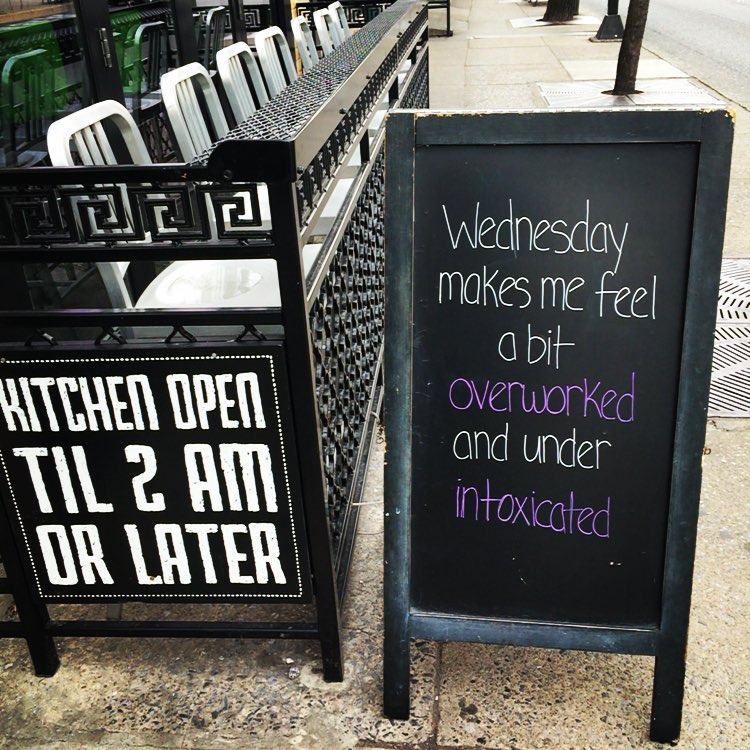 KITCHEN OPEN
TIL 2 AM
OR LATER
Wednesday
makes me feel
a bit
overworked
and under
intoxicated